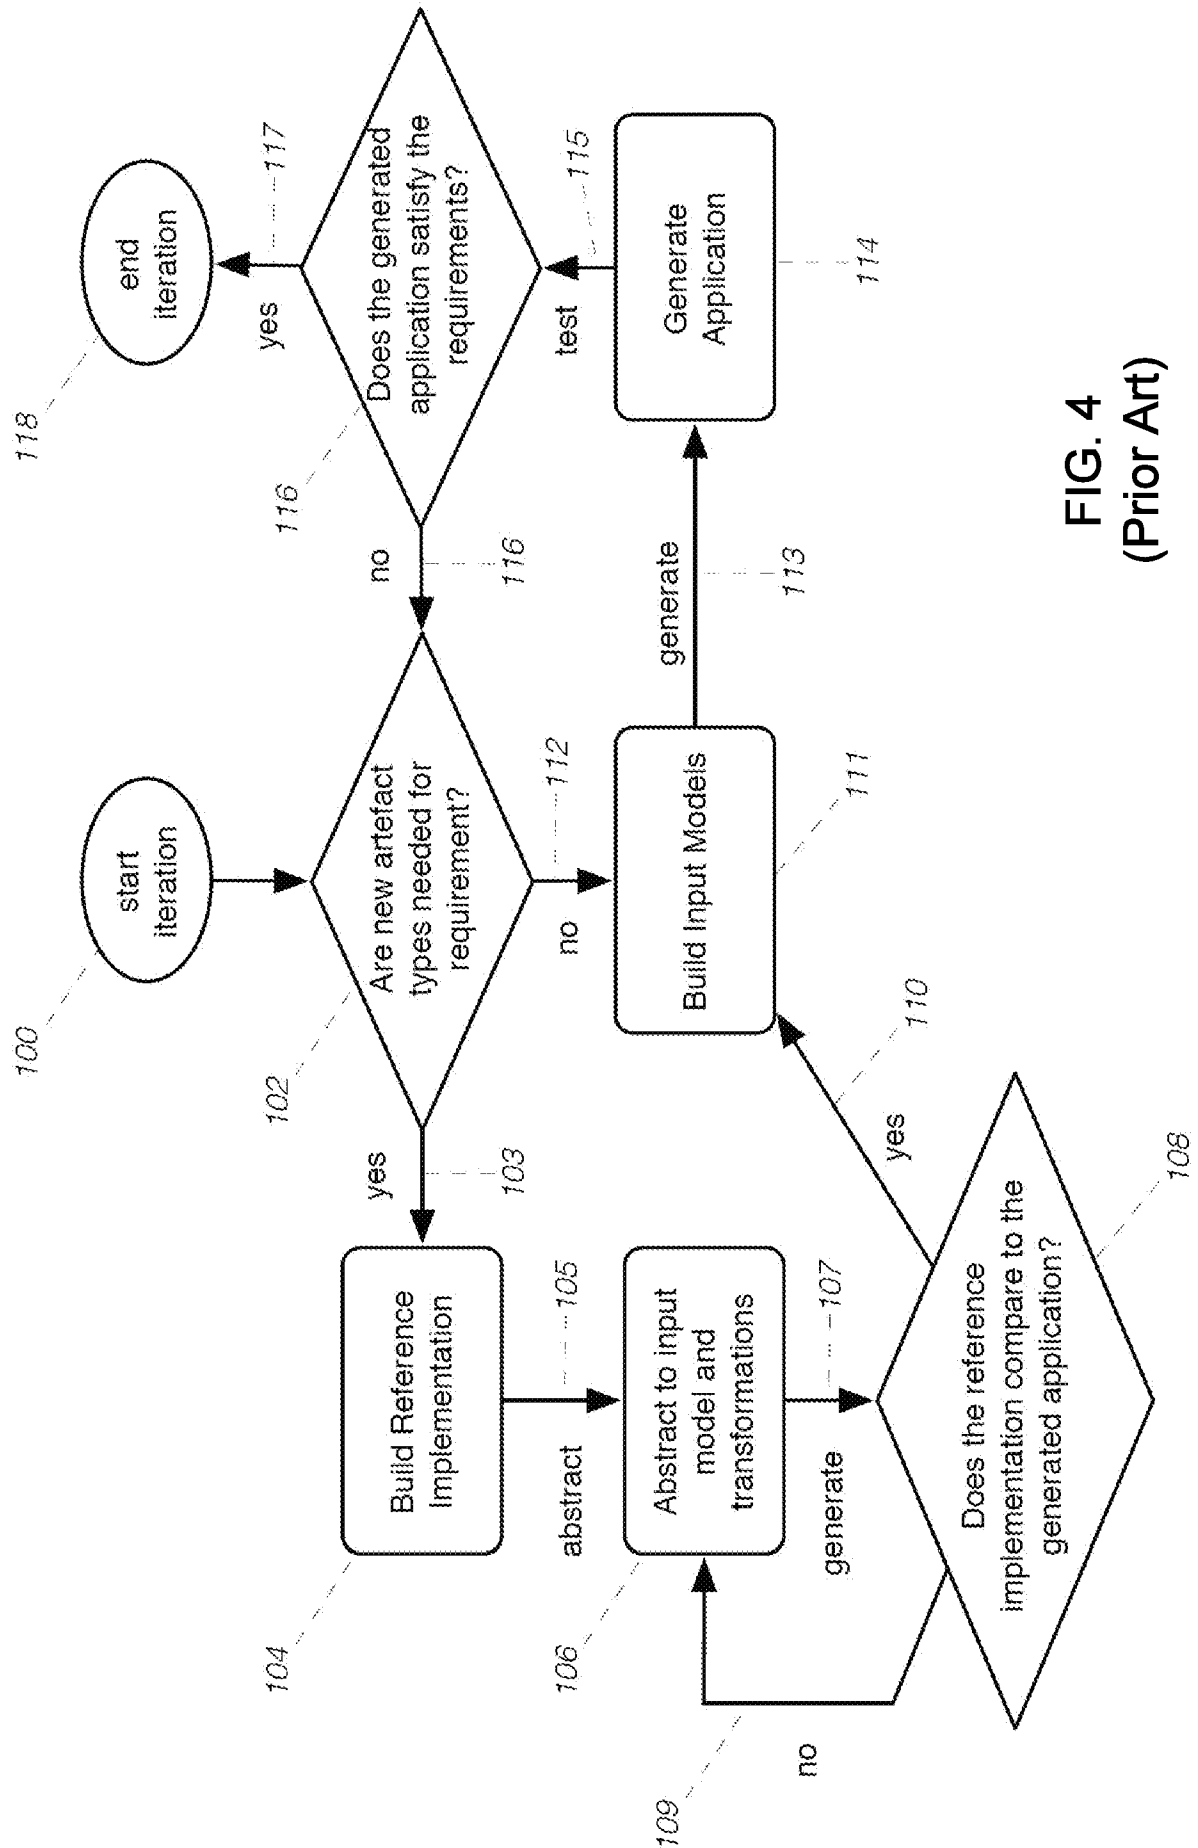 100
start
iteration
118
end
iteration
117
yes
102
Are new artefact
types needed for
requirement?
116
Does the generated
application satisfy the
requirements?
no
116
yes
103
104
Build Reference
Implementation
no
112
test
115
abstract
105
106
Abstract to input
model and
transformations
Build Input Models
111
generate
113
Generate
Application
114
generate
107
yes
110
no
109
Does the reference
implementation compare to the
generated application?
108
FIG. 4
(Prior Art)